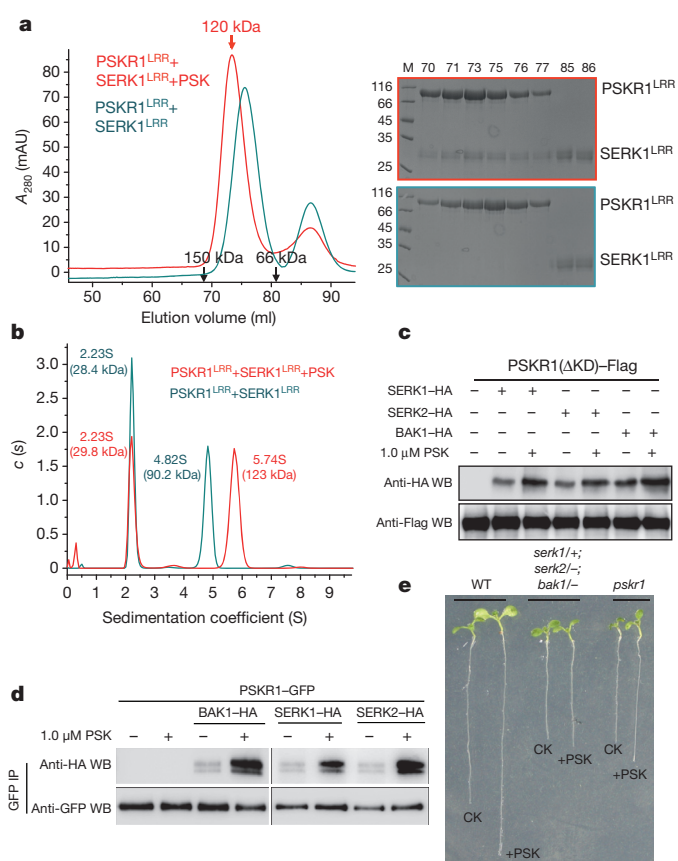 a
120 kDa
PSKR1LRR+
SERK1LRR+PSK
PSKR1LRR+
SERK1LRR
A280 (mAU)
80
70
60
50
40
30
20
10
0
150 kDa
66 kDa
50
60
70
80
90
Elution volume (ml)
M 70 71 73 75 76 77 85 86
116
66
45
35
25
PSKR1LRR
SERK1LRR
116
66
45
35
25
PSKR1LRR
SERK1LRR
b
2.23S
(28.4 kDa)
2.23S
(29.8 kDa)
PSKR1LRR+SERK1LRR+PSK
PSKR1LRR+SERK1LRR
4.82S
(90.2 kDa)
5.74S
(123 kDa)
c (s)
3.0
2.5
2.0
1.5
1.0
0.5
0
0 1 2 3 4 5 6 7 8 9
Sedimentation coefficient (S)
c
PSKR1(ΔKD)–Flag
SERK1–HA – + + – – – –
SERK2–HA – – – + + – –
BAK1–HA – – – – – + +
1.0 μM PSK – – + – + – +
Anti-HA WB
Anti-Flag WB
d
PSKR1–GFP
BAK1–HA SERK1–HA SERK2–HA
1.0 μM PSK – + – + – + – +
GFP IP
Anti-HA WB
Anti-GFP WB
e
WT
serk1/+;
serk2/–;
bak1/–
pskr1
CK
+PSK
CK
+PSK
CK
+PSK